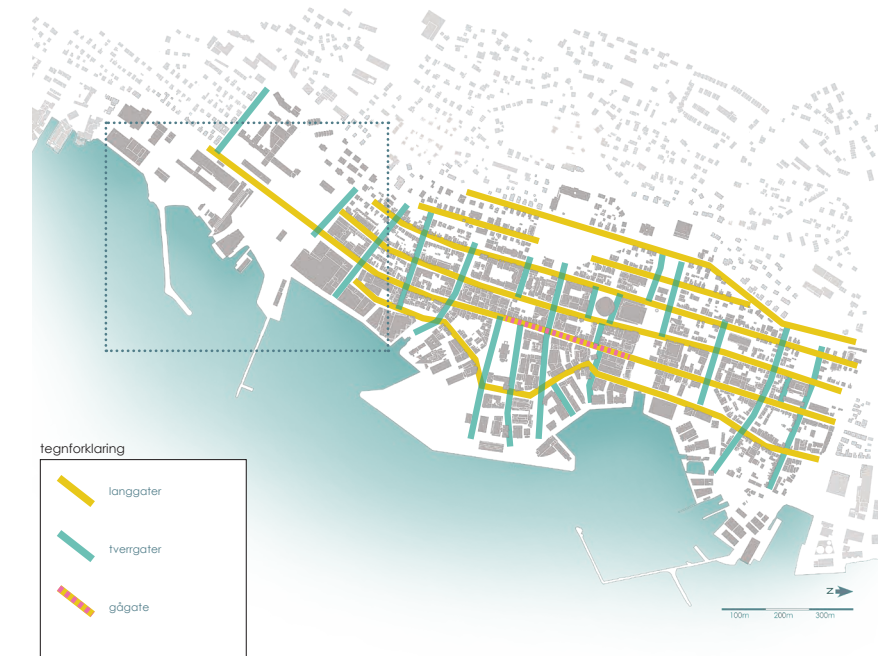 tegnforklaring
langgater
tverrgater
gågate
N
100m 200m 300m